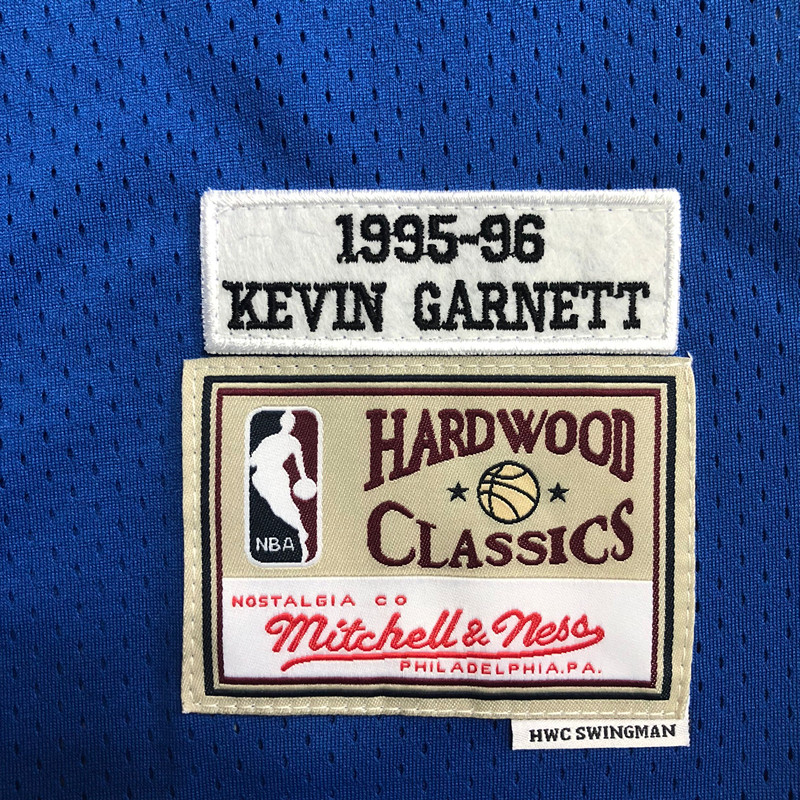 1995-96
KEVIN GARNETT
HARDWOOD
CLASSICS
NBA
NOSTALGIA CO
Mitchell & Ness
PHILADELPHIA.PA.
HWC SWINGMAN